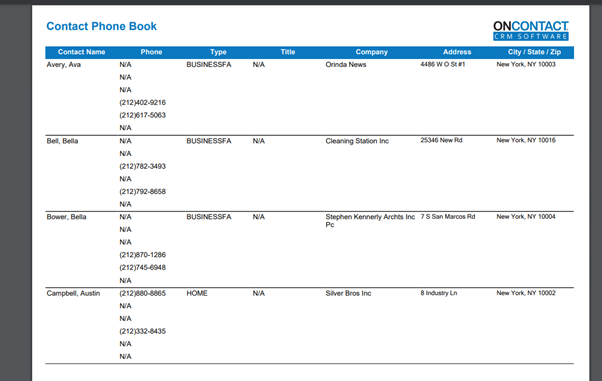 Contact Phone Book
ONCONTACT
CRM SOFTWARE
Contact Name Phone Type Title Company Address City / State / Zip
Avery, Ava N/A BUSINESSFA N/A Orinda News 4486 W O St #1 New York, NY 10003
N/A
N/A
(212)402-9216
(212)617-5063
N/A
Bell, Bella N/A BUSINESSFA N/A Cleaning Station Inc 25346 New Rd New York, NY 10016
N/A
(212)782-3493
N/A
(212)792-8658
N/A
Bower, Bella N/A BUSINESSFA N/A Stephen Kennerly Archts Inc 7 S San Marcos Rd New York, NY 10004
Pc
N/A
N/A
(212)870-1286
(212)745-6948
N/A
Campbell, Austin (212)880-8865 HOME N/A Silver Bros Inc 8 Industry Ln New York, NY 10002
N/A
N/A
(212)332-8435
N/A
N/A